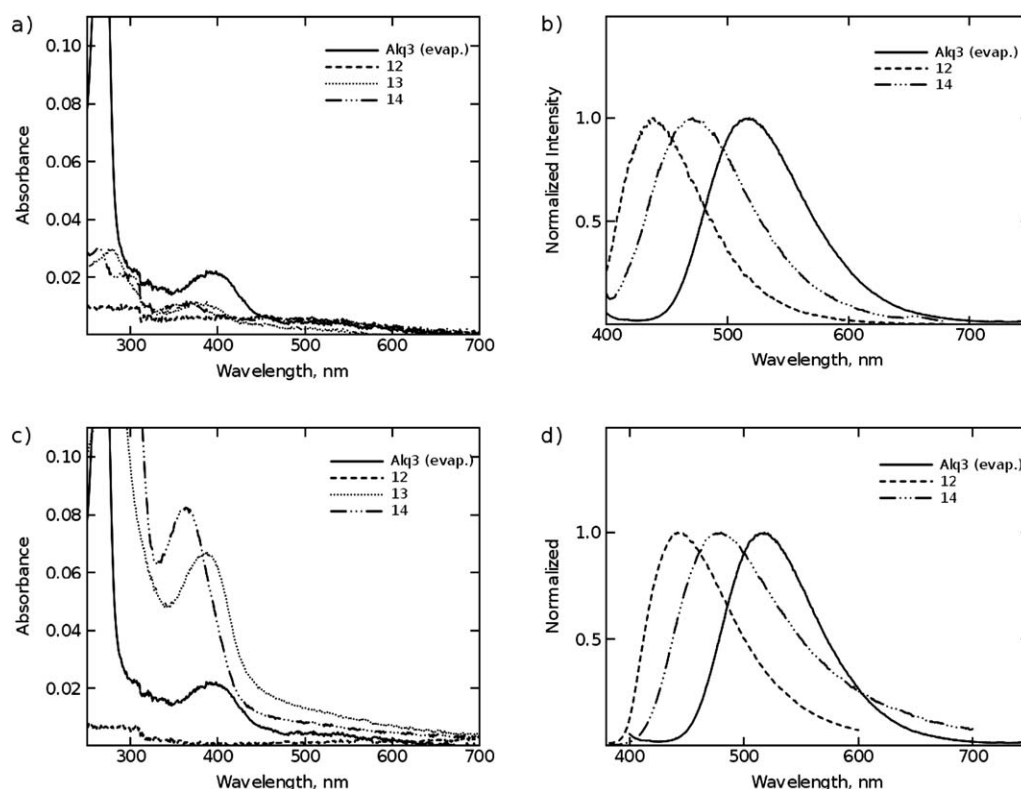 a)
Absorbance
0.10
0.08
0.06
0.04
0.02
Alq3 (evap.)
12
13
14
300 400 500 600 700
Wavelength, nm
b)
Normalized Intensity
1.0
0.5
Alq3 (evap.)
12
14
400 500 600 700
Wavelength, nm
c)
Absorbance
0.10
0.08
0.06
0.04
0.02
Alq3 (evap.)
12
13
14
300 400 500 600 700
Wavelength, nm
d)
Normalized
1.0
0.5
Alq3 (evap.)
12
14
400 500 600 700
Wavelength, nm